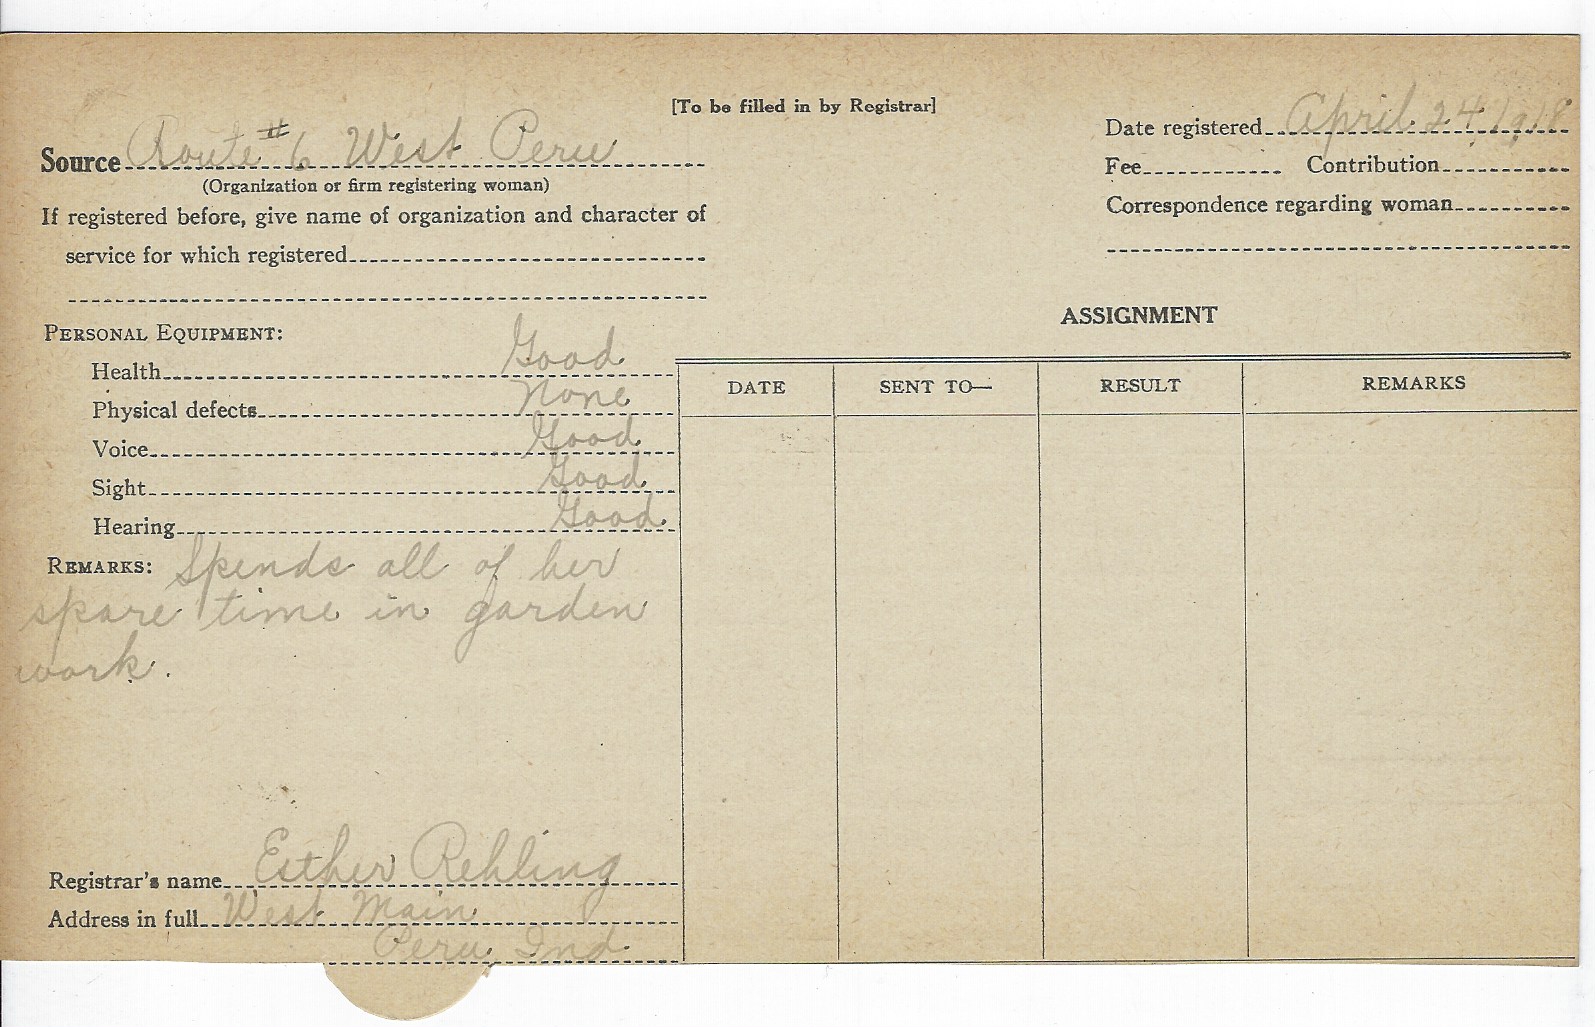 [To be filled in by Registrar]
Source Route # 6 West Peru
(Organization or firm registering woman)
If registered before, give name of organization and character of
service for which registered
Date registered April 24, 1918
Fee Contribution
Correspondence regarding woman
PERSONAL EQUIPMENT:
Health Good
Physical defects None
Voice Good
Sight Good
Hearing Good
REMARKS: Spends all of her
spare time in garden
work.
Registrar's name Esther Rehling
Address in full West Main
Peru, Ind.
ASSIGNMENT
DATE SENT TO— RESULT REMARKS